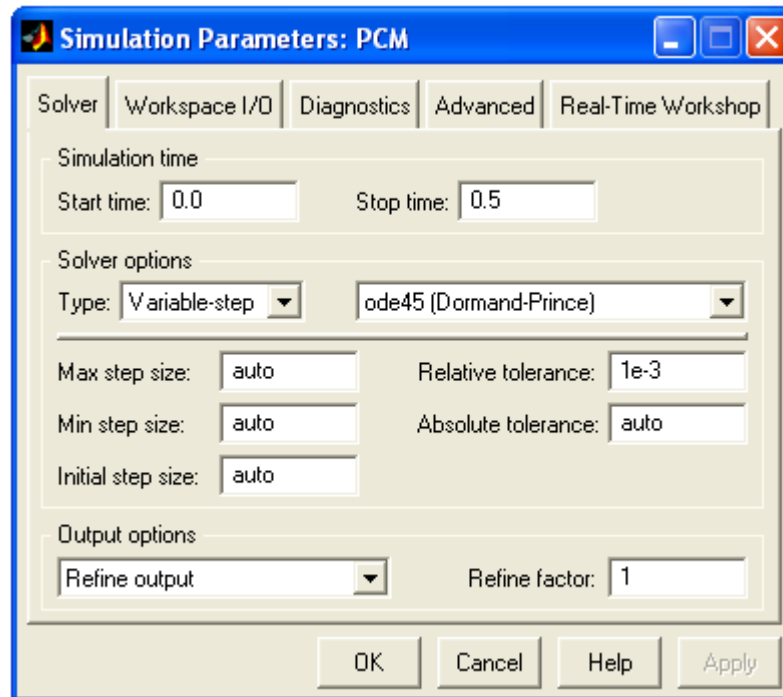 Simulation Parameters: PCM
Solver Workspace I/O Diagnostics Advanced Real-Time Workshop
Simulation time
Start time: 0.0 Stop time: 0.5
Solver options
Type: Variable-step ode45 (Dormand-Prince)
Max step size: auto Relative tolerance: 1e-3
Min step size: auto Absolute tolerance: auto
Initial step size: auto
Output options
Refine output Refine factor: 1
OK Cancel Help Apply